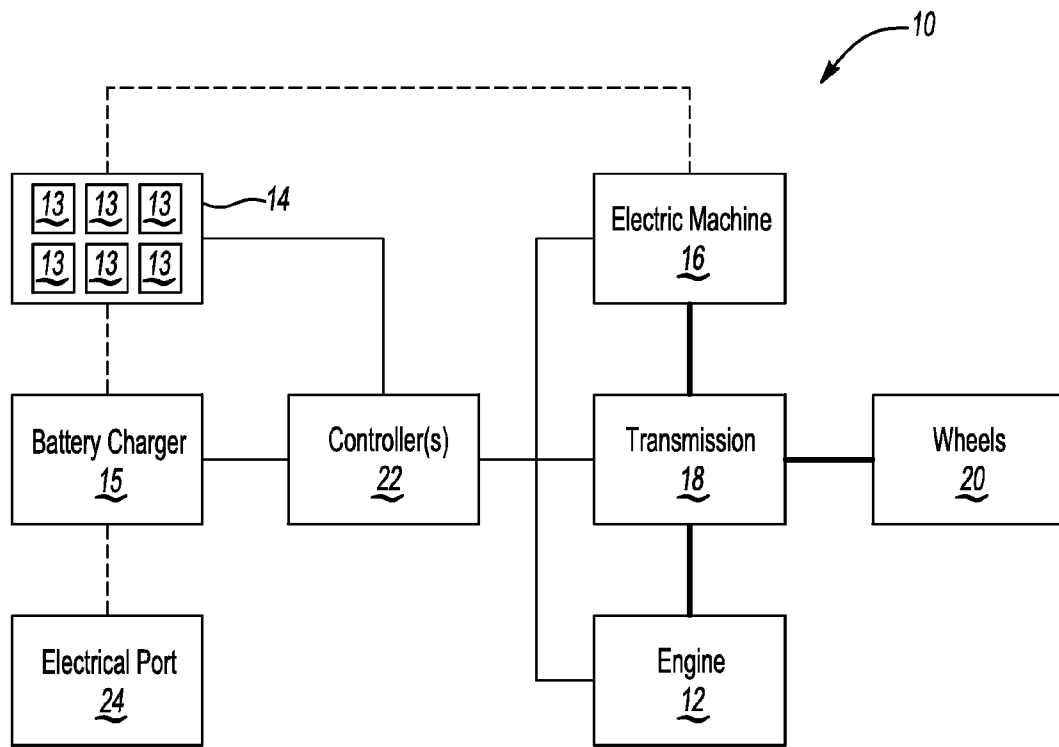 10
13 13 13
14
13 13 13
Electric Machine
16
Battery Charger
15
Controller(s)
22
Transmission
18
Wheels
20
Electrical Port
24
Engine
12